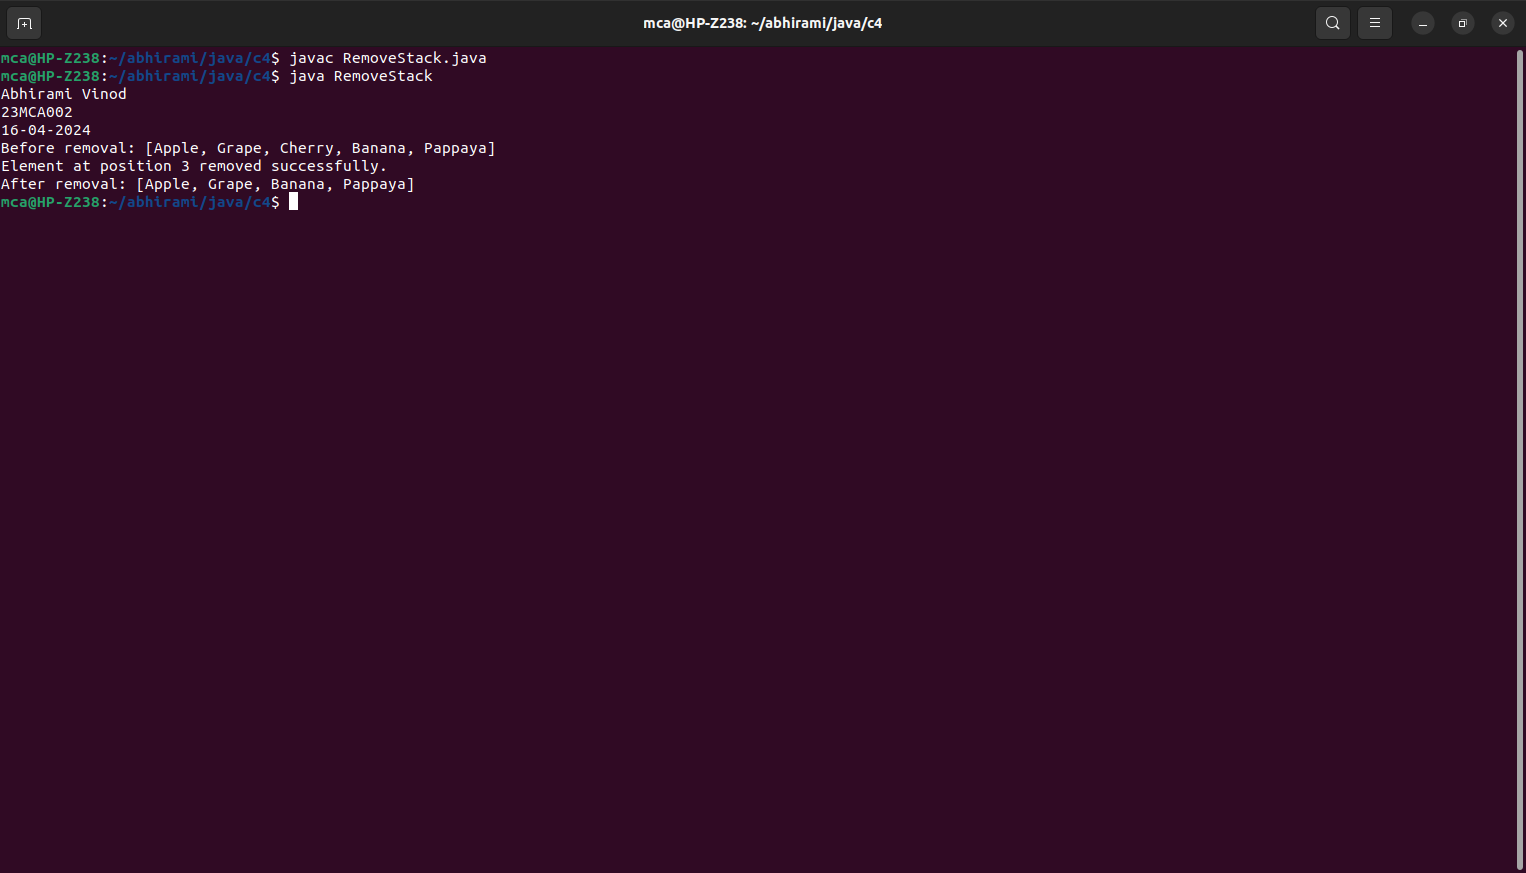 mca@HP-Z238: ~/abhirami/java/c4
mca@HP-Z238:~/abhirami/java/c4$ javac RemoveStack.java
mca@HP-Z238:~/abhirami/java/c4$ java RemoveStack
Abhirami Vinod
23MCA002
16-04-2024
Before removal: [Apple, Grape, Cherry, Banana, Pappaya]
Element at position 3 removed successfully.
After removal: [Apple, Grape, Banana, Pappaya]
mca@HP-Z238:~/abhirami/java/c4$